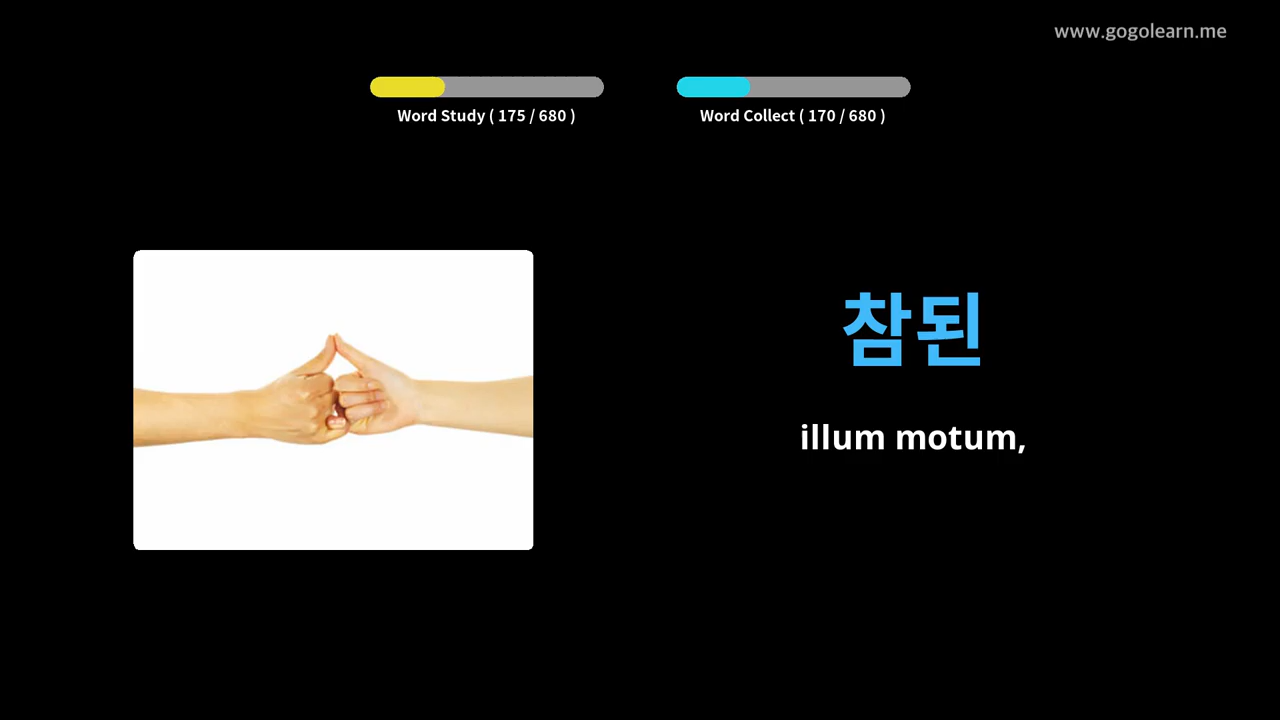 www.gogolearn.me
Word Study ( 175 / 680 )
Word Collect ( 170 / 680 )
참된
illum motum,